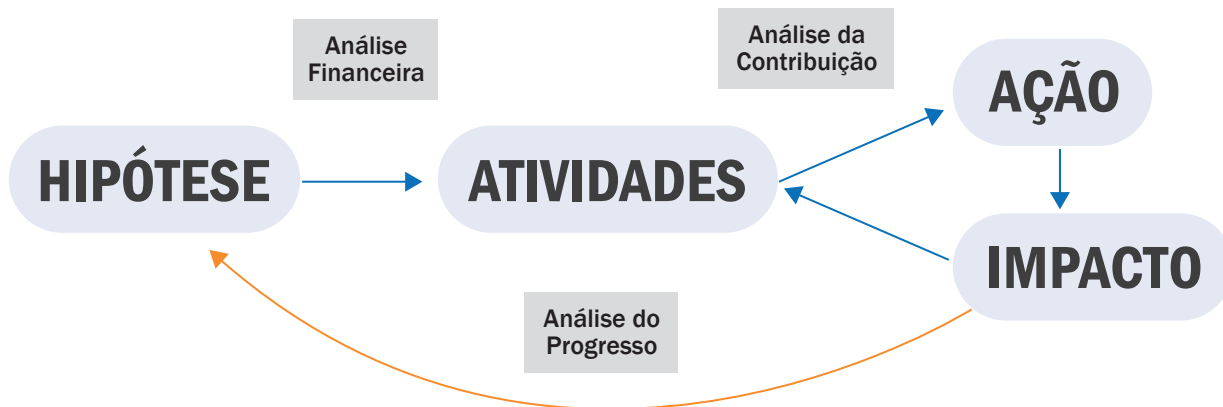 Análise
Financeira
Análise da
Contribuição
AÇÃO
HIPÓTESE
ATIVIDADES
IMPACTO
Análise do
Progresso